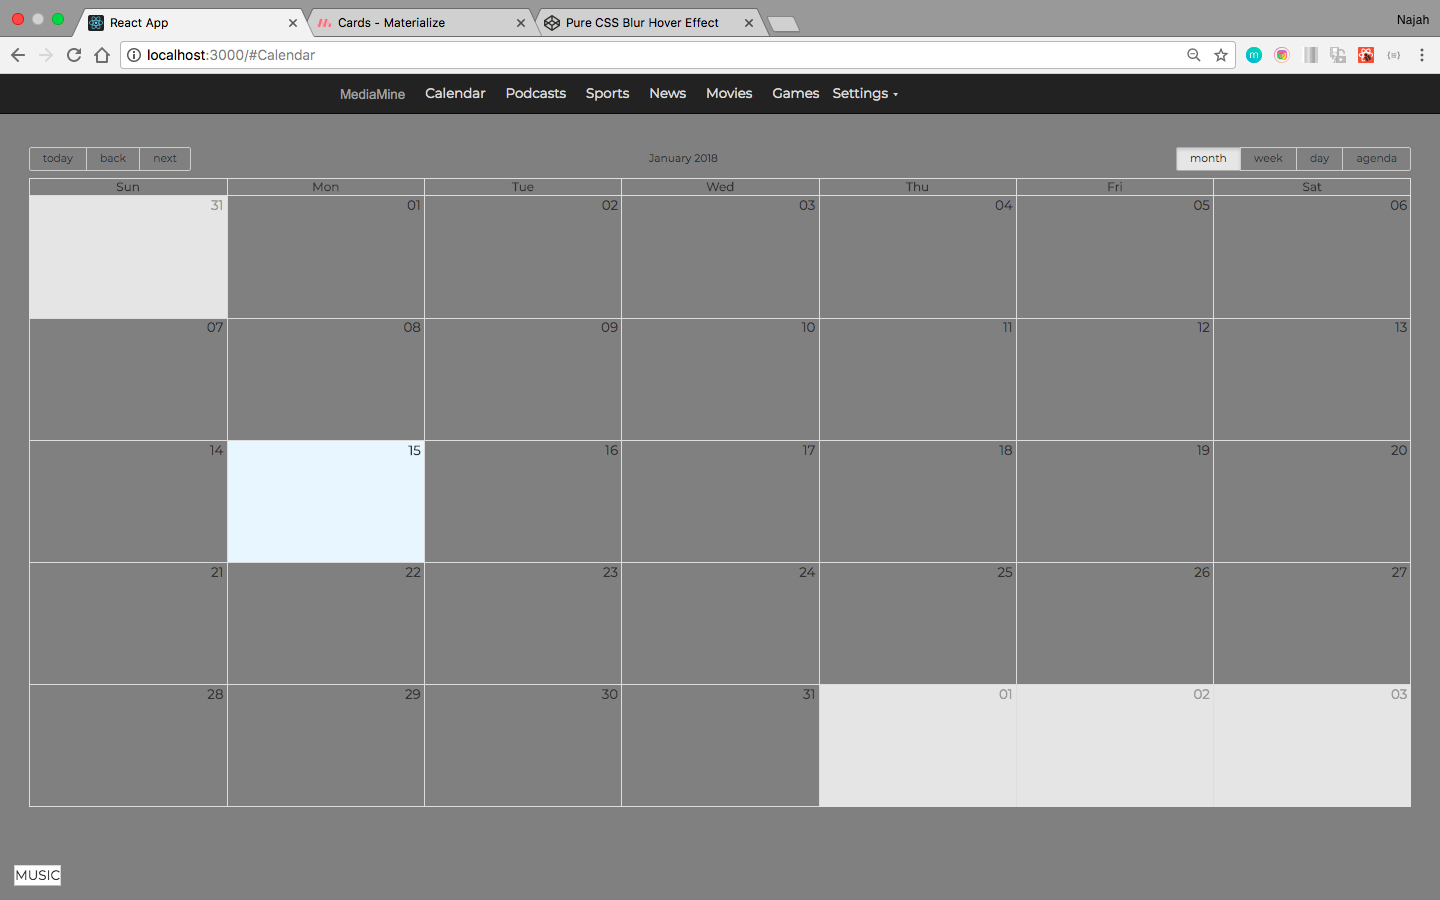 React App Cards - Materialize Pure CSS Blur Hover Effect Najah
localhost:3000/#Calendar
MediaMine Calendar Podcasts Sports News Movies Games Settings
today back next January 2018 month week day agenda
Sun Mon Tue Wed Thu Fri Sat
31 01 02 03 04 05 06
07 08 09 10 11 12 13
14 15 16 17 18 19 20
21 22 23 24 25 26 27
28 29 30 31 01 02 03
MUSIC